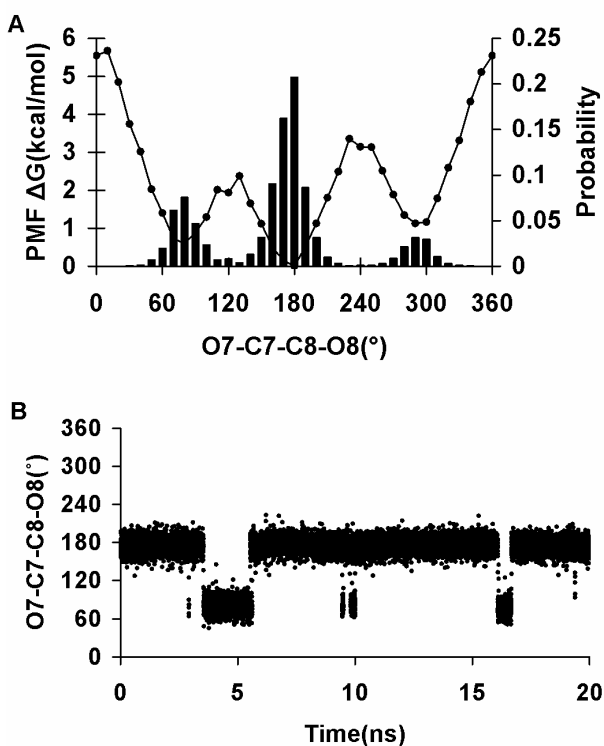 A
PMF ΔG(kcal/mol)
6
5
4
3
2
1
0
0.25
0.2
0.15
0.1
0.05
0
Probability
0 60 120 180 240 300 360
O7-C7-C8-O8(°)
B
O7-C7-C8-O8(°)
360
300
240
180
120
60
0
0 5 10 15 20
Time(ns)